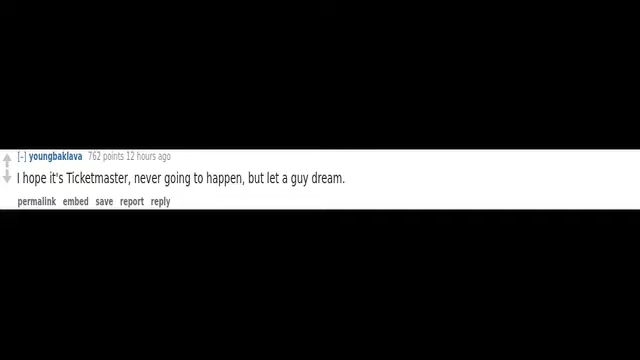 [–] youngbaklava 762 points 12 hours ago
I hope it's Ticketmaster, never going to happen, but let a guy dream.
permalink embed save report reply